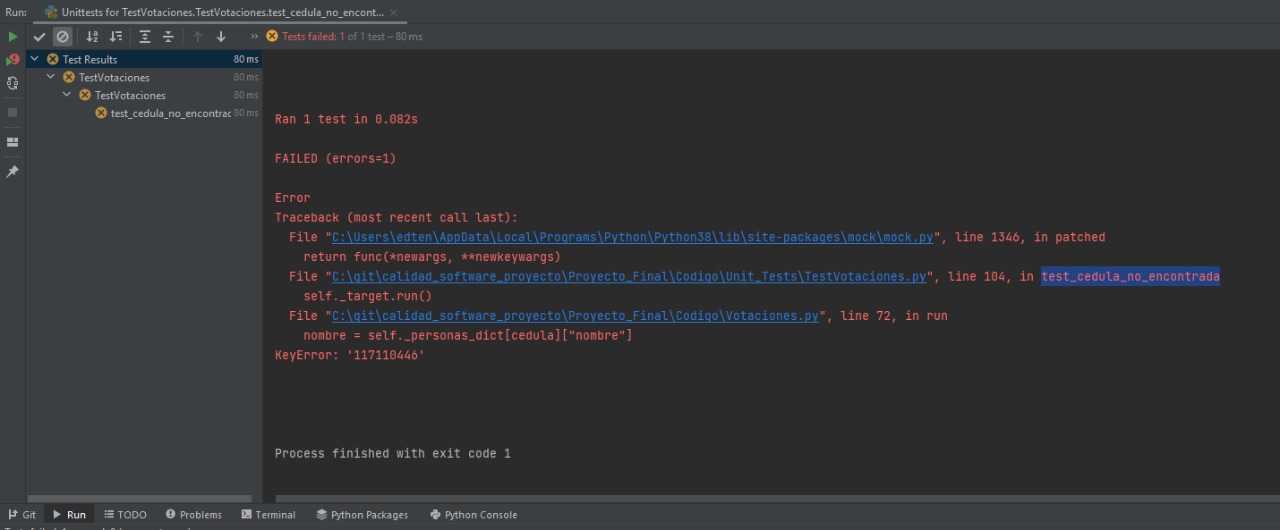 Run: Unittests for TestVotaciones.TestVotaciones.test_cedula_no_encont... ×
» Tests failed: 1 of 1 test – 80 ms
Test Results 80 ms
TestVotaciones 80 ms
TestVotaciones 80 ms
test_cedula_no_encontrac 80 ms
Ran 1 test in 0.082s
FAILED (errors=1)
Error
Traceback (most recent call last):
File "C:\Users\edten\AppData\Local\Programs\Python\Python38\lib\site-packages\mock\mock.py", line 1346, in patched
return func(*newargs, **newkeywargs)
File "C:\git\calidad_software_proyecto\Proyecto_Final\Codigo\Unit_Tests\TestVotaciones.py", line 104, in test_cedula_no_encontrada
self._target.run()
File "C:\git\calidad_software_proyecto\Proyecto_Final\Codigo\Votaciones.py", line 72, in run
nombre = self._personas_dict[cedula]["nombre"]
KeyError: '117110446'
Process finished with exit code 1
Git Run TODO Problems Terminal Python Packages Python Console